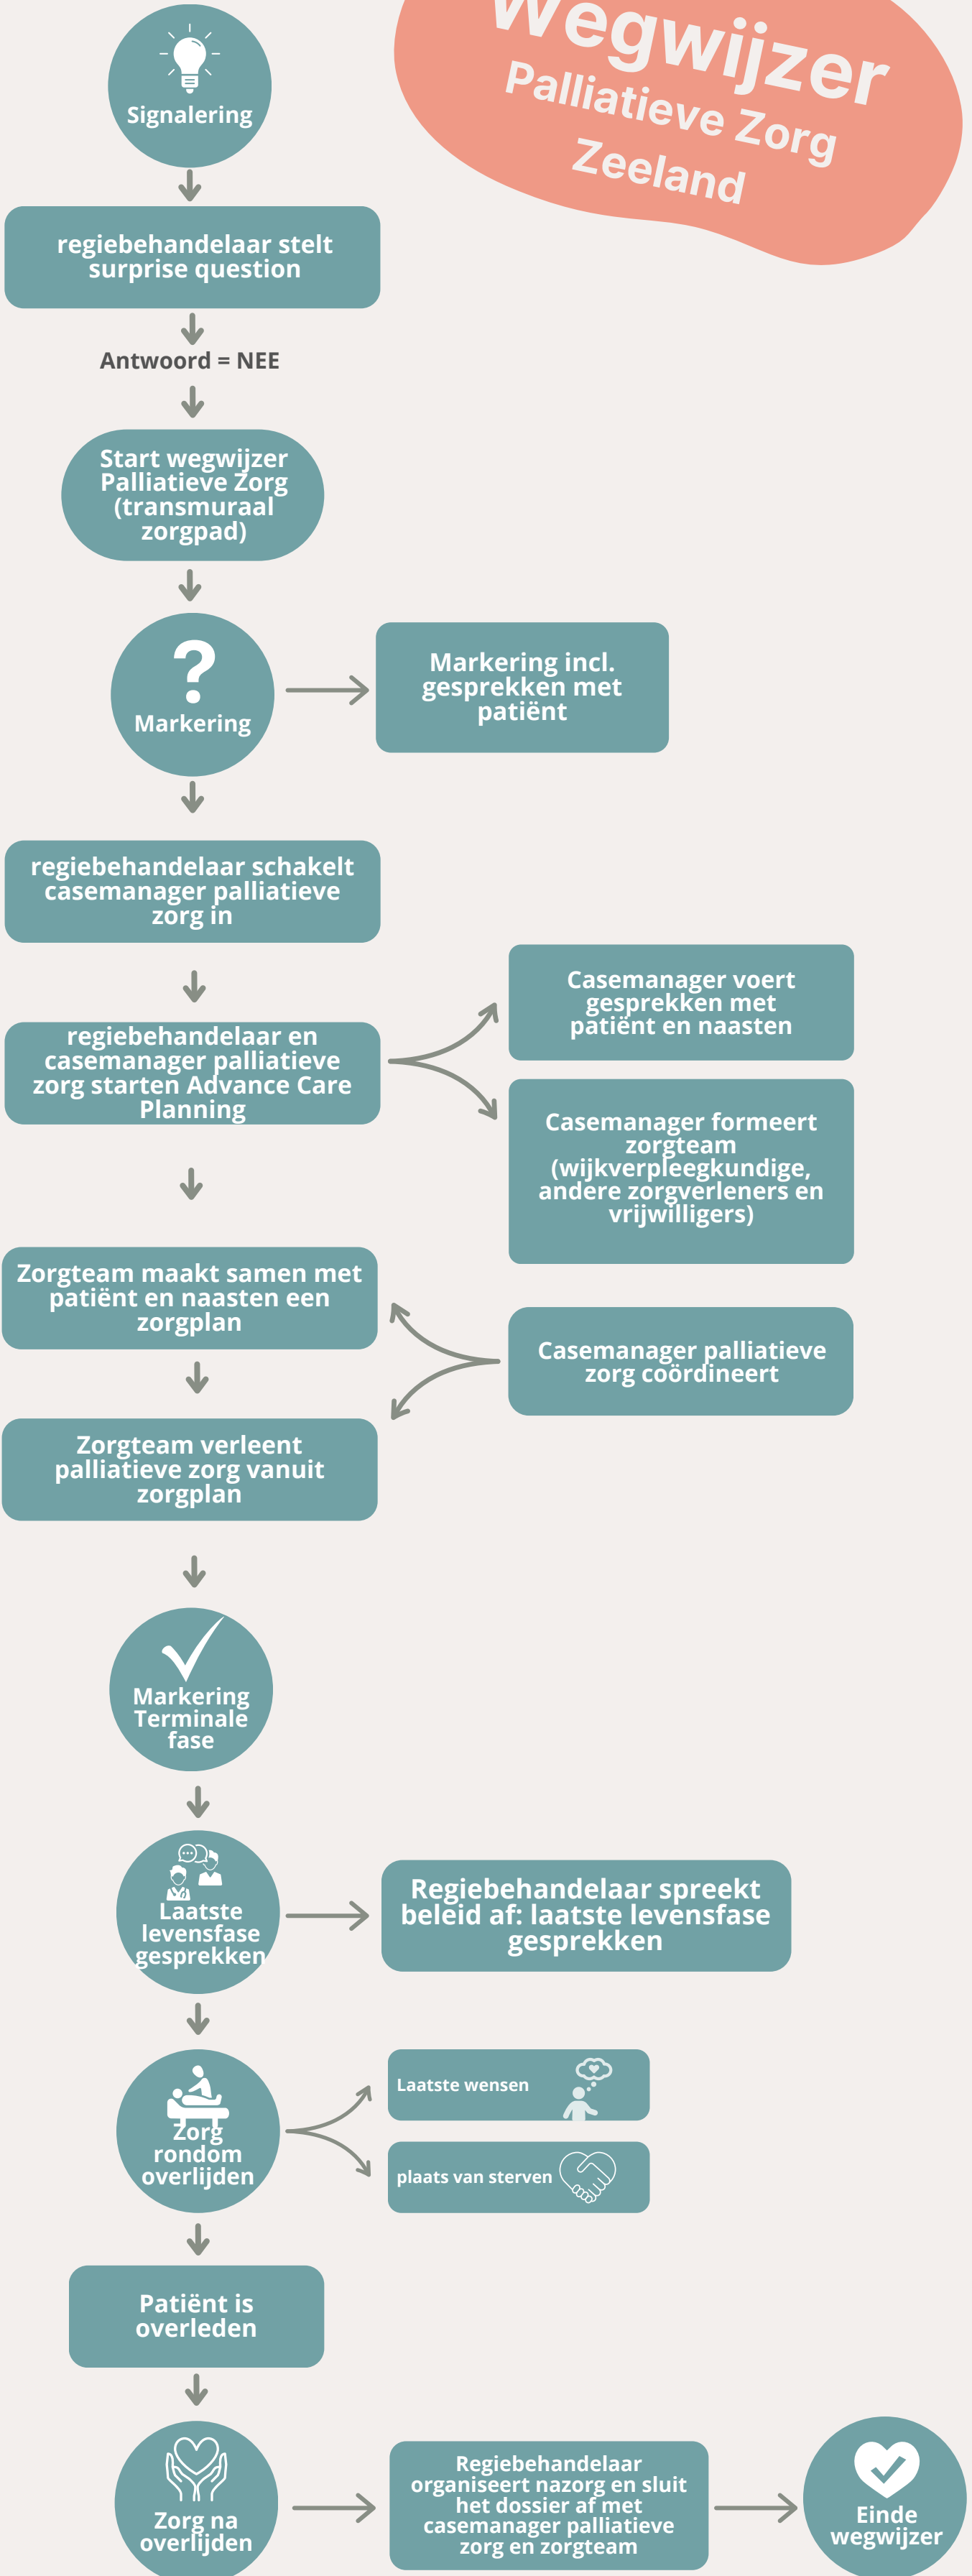 Wegwijzer
Palliatieve Zorg
Zeeland
Signalering
regiebehandelaar stelt
surprise question
Antwoord = NEE
Start wegwijzer
Palliatieve Zorg
(transmuraal
zorgpad)
?
Markering
Markering incl.
gesprekken met
patiënt
regiebehandelaar schakelt
casemanager palliatieve
zorg in
regiebehandelaar en
casemanager palliatieve
zorg starten Advance Care
Planning
Casemanager voert
gesprekken met
patiënt en naasten
Casemanager formeert
zorgteam
(wijkverpleegkundige,
andere zorgverleners en
vrijwilligers)
Zorgteam maakt samen met
patiënt en naasten een
zorgplan
Casemanager palliatieve
zorg coördineert
Zorgteam verleent
palliatieve zorg vanuit
zorgplan
Markering
Terminale
fase
Laatste
levensfase
gesprekken
Regiebehandelaar spreekt
beleid af: laatste levensfase
gesprekken
Zorg
rondom
overlijden
Laatste wensen
plaats van sterven
Patiënt is
overleden
Zorg na
overlijden
Regiebehandelaar
organiseert nazorg en sluit
het dossier af met
casemanager palliatieve
zorg en zorgteam
Einde
wegwijzer